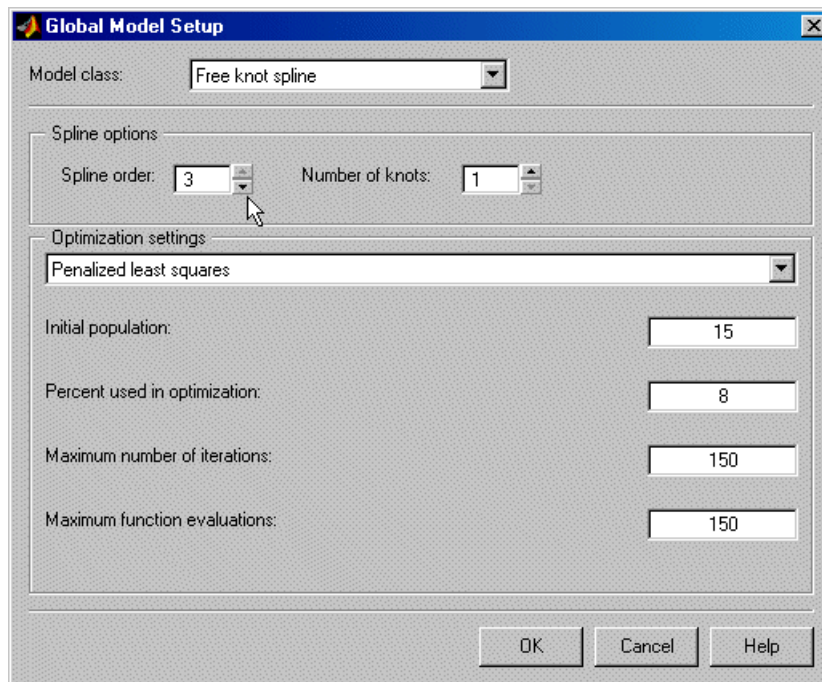 Global Model Setup
Model class: Free knot spline
Spline options
Spline order: 3 Number of knots: 1
Optimization settings
Penalized least squares
Initial population: 15
Percent used in optimization: 8
Maximum number of iterations: 150
Maximum function evaluations: 150
OK Cancel Help